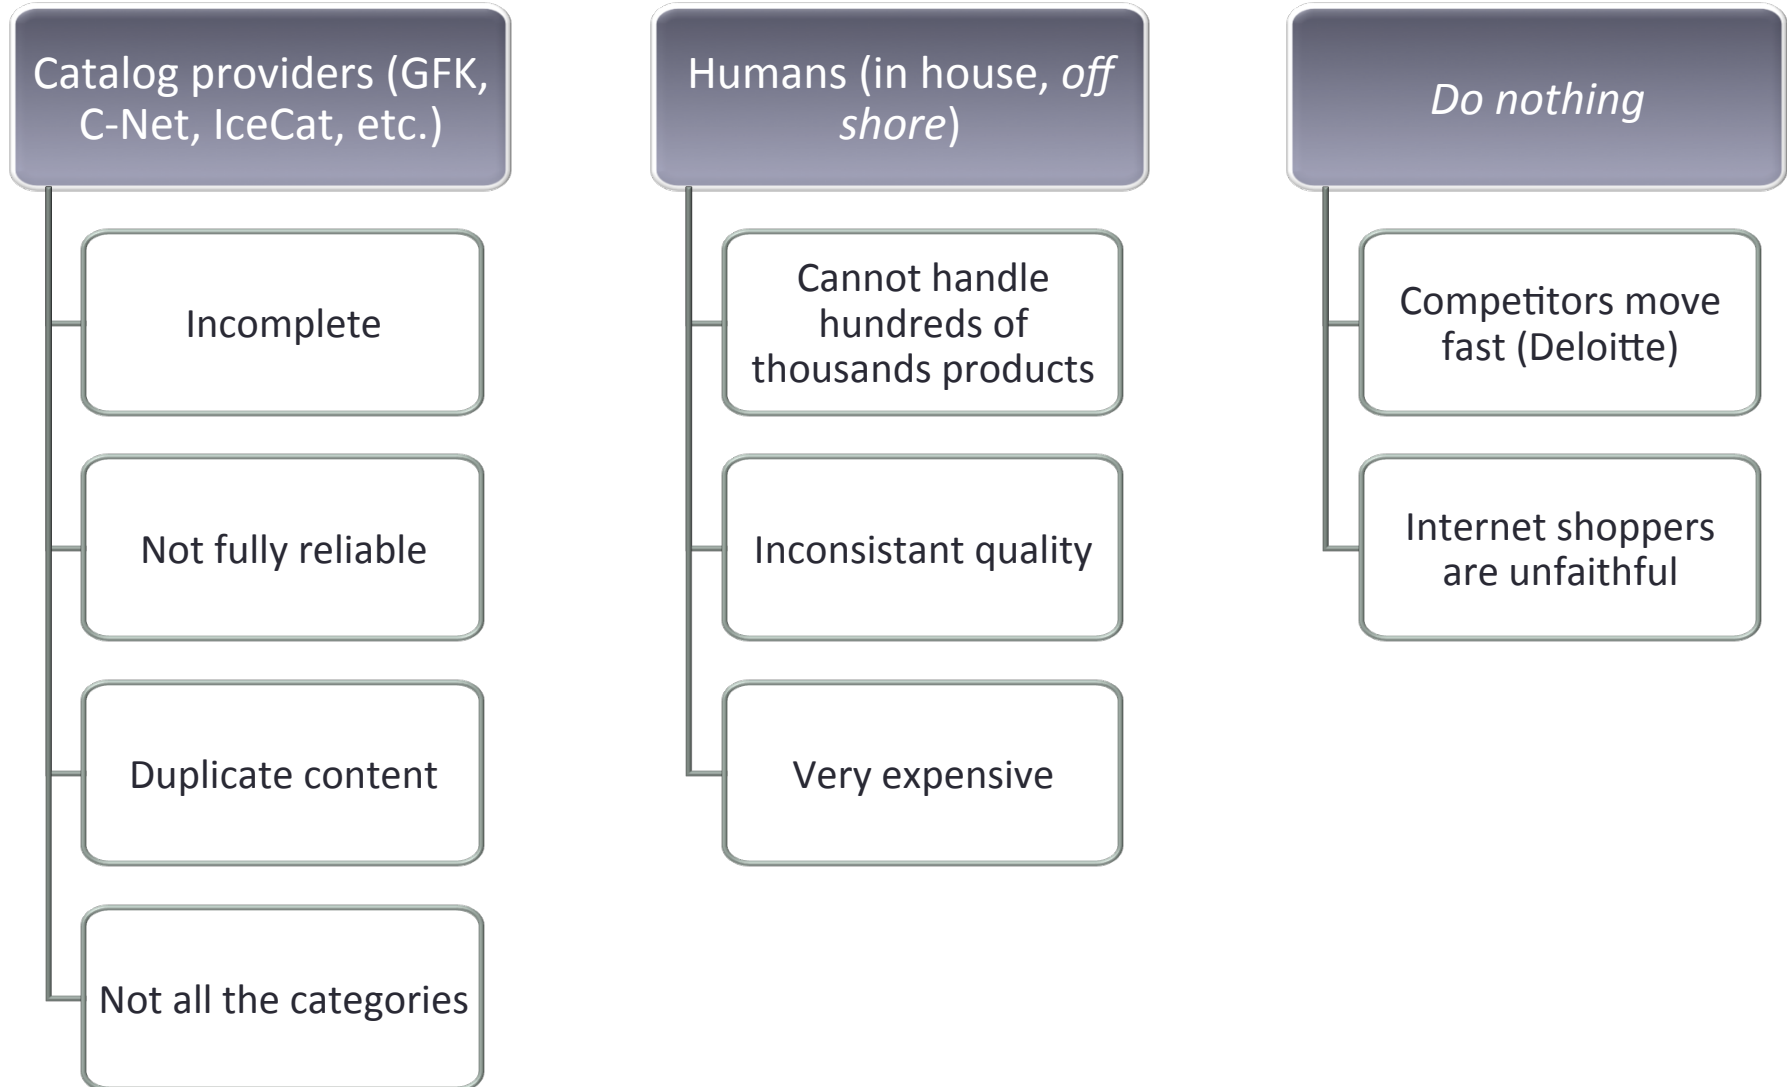 Catalog providers (GFK,
C-Net, IceCat, etc.)
Incomplete
Not fully reliable
Duplicate content
Not all the categories
Humans (in house, off
shore)
Cannot handle
hundreds of
thousands products
Inconsistant quality
Very expensive
Do nothing
Competitors move
fast (Deloitte)
Internet shoppers
are unfaithful